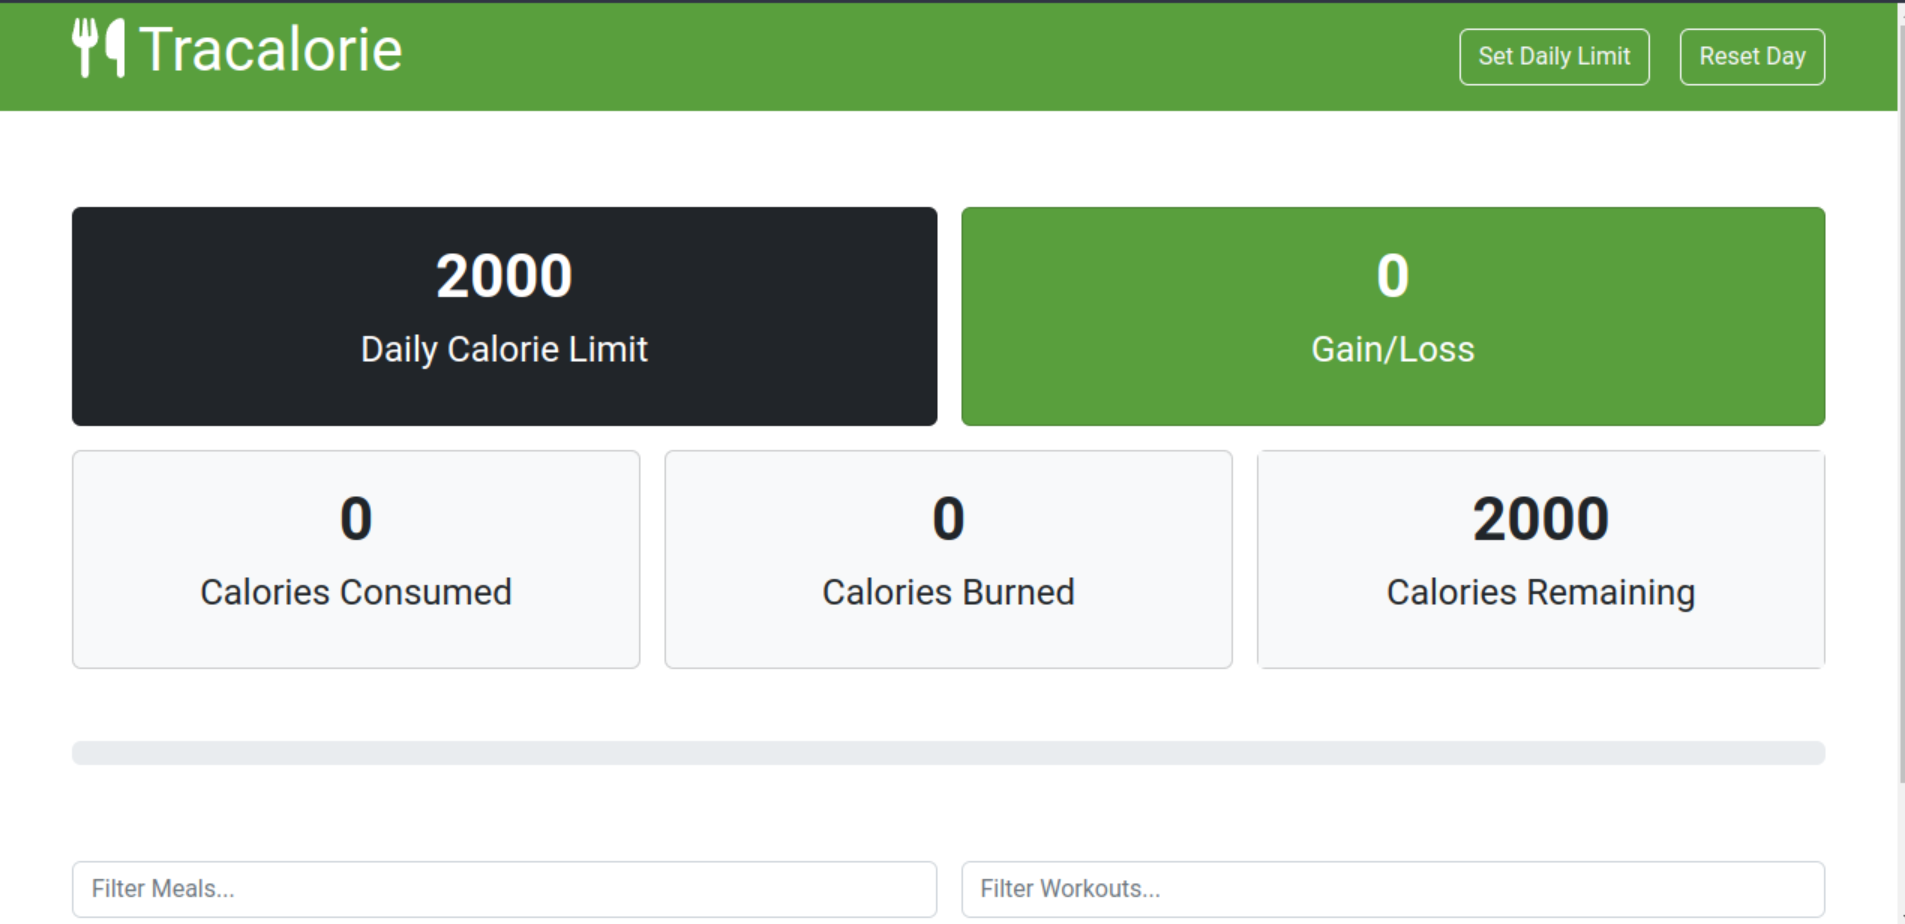 Tracalorie
Set Daily Limit
Reset Day
2000
Daily Calorie Limit
0
Gain/Loss
0
Calories Consumed
0
Calories Burned
2000
Calories Remaining
Filter Meals...
Filter Workouts...